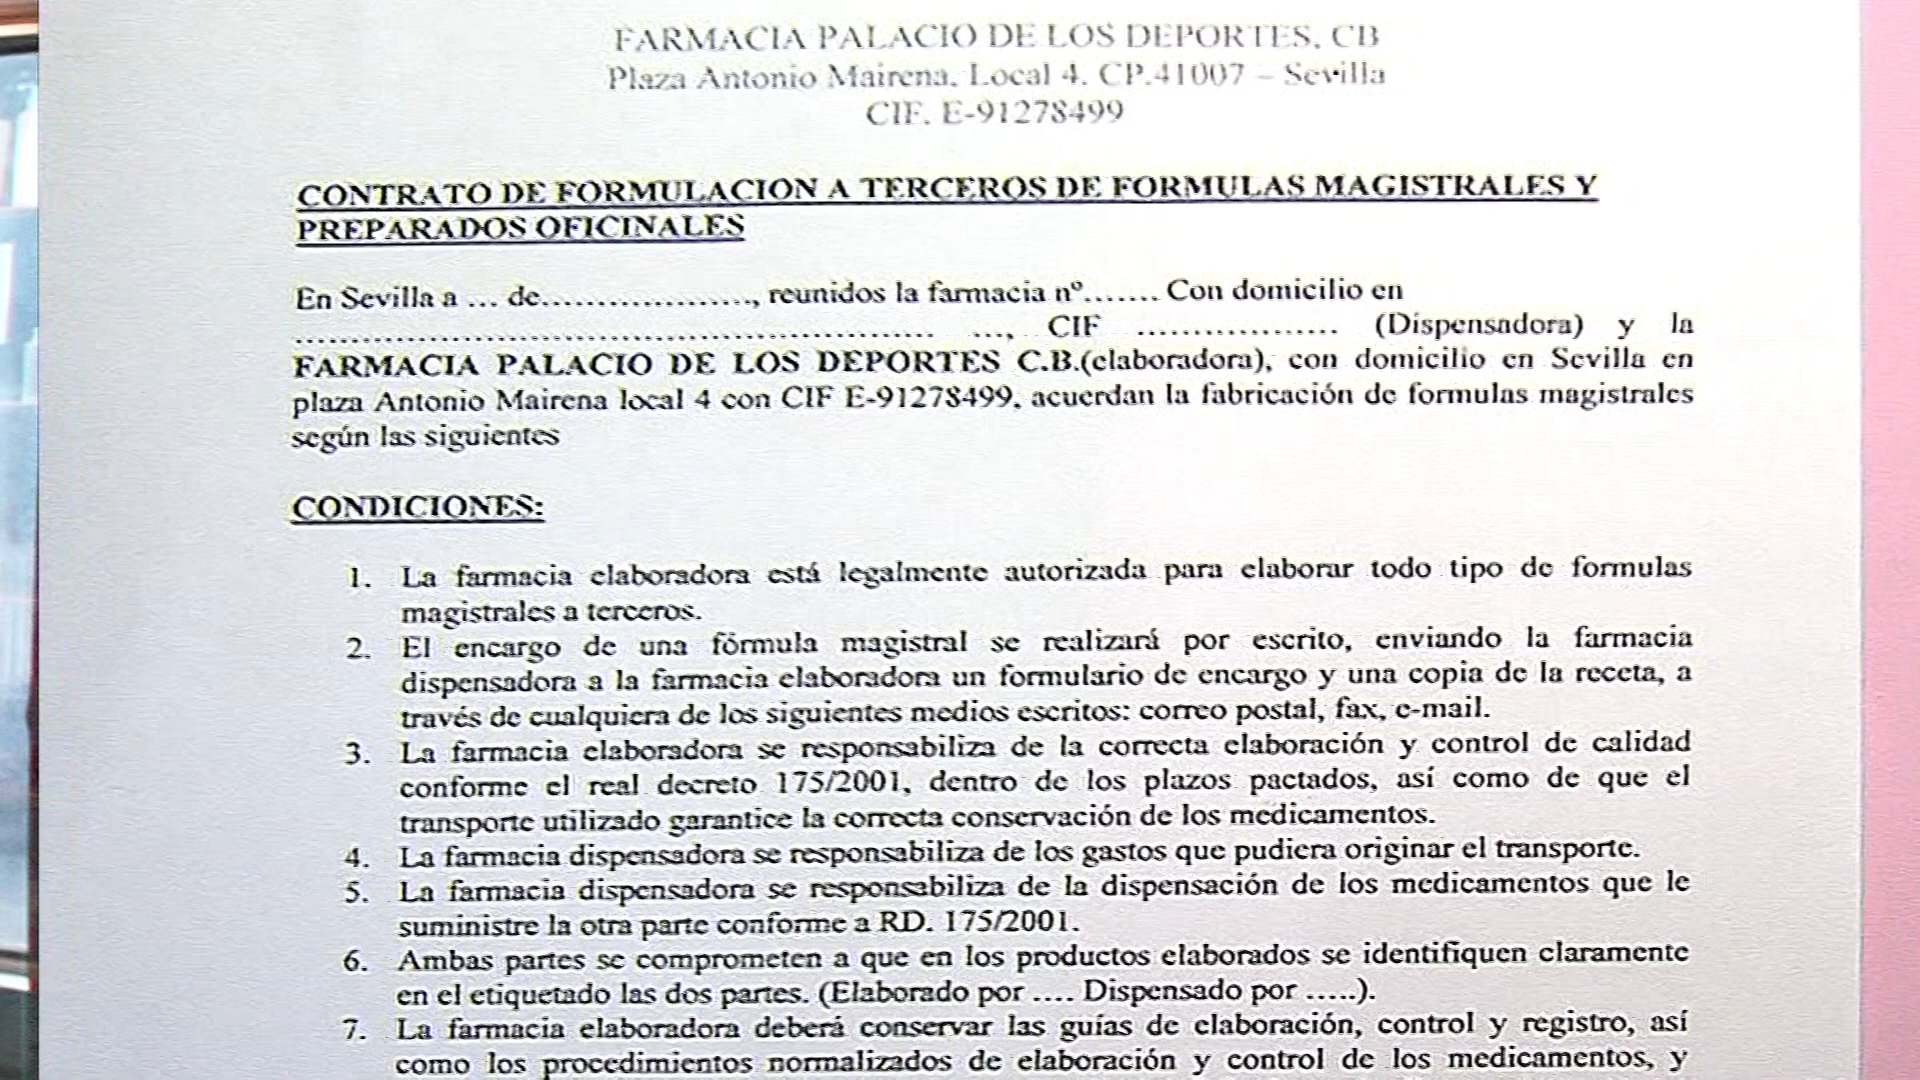 FARMACIA PALACIO DE LOS DEPORTES, CB
Plaza Antonio Mairena. Local 4. CP.41007 – Sevilla
CIF. E-91278499
CONTRATO DE FORMULACION A TERCEROS DE FORMULAS MAGISTRALES Y
PREPARADOS OFICINALES
En Sevilla a ... de..................., reunidos la farmacia nº....... Con domicilio en
.......................................................... ..., CIF .................. (Dispensadora) y la
FARMACIA PALACIO DE LOS DEPORTES C.B.(elaboradora), con domicilio en Sevilla en
plaza Antonio Mairena local 4 con CIF E-91278499, acuerdan la fabricación de formulas magistrales
según las siguientes
CONDICIONES:
1. La farmacia elaboradora está legalmente autorizada para elaborar todo tipo de formulas
magistrales a terceros.
2. El encargo de una fórmula magistral se realizará por escrito, enviando la farmacia
dispensadora a la farmacia elaboradora un formulario de encargo y una copia de la receta, a
través de cualquiera de los siguientes medios escritos: correo postal, fax, e-mail.
3. La farmacia elaboradora se responsabiliza de la correcta elaboración y control de calidad
conforme el real decreto 175/2001, dentro de los plazos pactados, así como de que el
transporte utilizado garantice la correcta conservación de los medicamentos.
4. La farmacia dispensadora se responsabiliza de los gastos que pudiera originar el transporte.
5. La farmacia dispensadora se responsabiliza de la dispensación de los medicamentos que le
suministre la otra parte conforme a RD. 175/2001.
6. Ambas partes se comprometen a que en los productos elaborados se identifiquen claramente
en el etiquetado las dos partes. (Elaborado por .... Dispensado por .....).
7. La farmacia elaboradora deberá conservar las guías de elaboración, control y registro, así
como los procedimientos normalizados de elaboración y control de los medicamentos, y